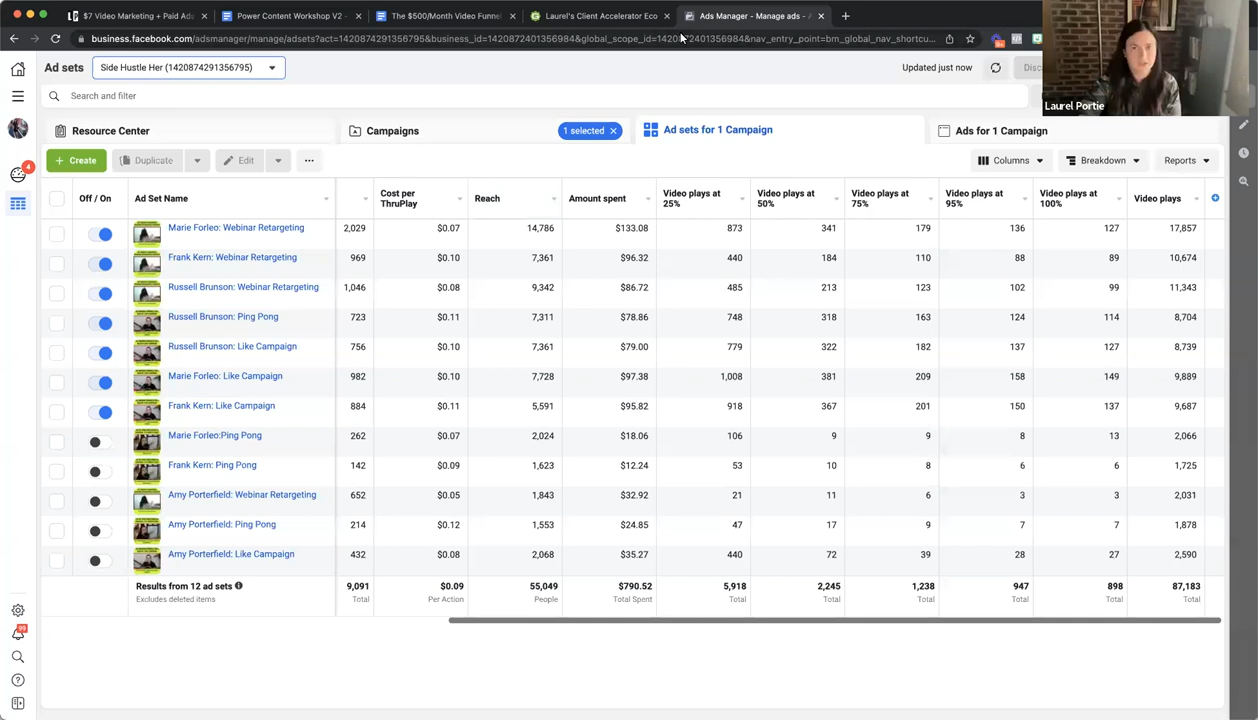 $7 Video Marketing + Paid Ads
Power Content Workshop V2 -
The $500/Month Video Funnel
Laurel's Client Accelerator Eco
Ads Manager - Manage ads - A
business.facebook.com/adsmanager/manage/adsets?act=1420874291356795&business_id=1420872401356984&global_scope_id=1420872401356984&nav_entry_point=bm_global_nav_shortcu...
Laurel Portie
Ad sets
Side Hustle Her (1420874291356795)
Updated just now
Disc
Search and filter
Resource Center
Campaigns
1 selected
Ad sets for 1 Campaign
Ads for 1 Campaign
4
+ Create
Duplicate
Edit
...
Columns
Breakdown
Reports
Off / On
Ad Set Name
Cost per ThruPlay
Reach
Amount spent
Video plays at 25%
Video plays at 50%
Video plays at 75%
Video plays at 95%
Video plays at 100%
Video plays
Marie Forleo: Webinar Retargeting 2,029 $0.07 14,786 $133.08 873 341 179 136 127 17,857
Frank Kern: Webinar Retargeting 969 $0.10 7,361 $96.32 440 184 110 88 89 10,674
Russell Brunson: Webinar Retargeting 1,046 $0.08 9,342 $86.72 485 213 123 102 99 11,343
Russell Brunson: Ping Pong 723 $0.11 7,311 $78.86 748 318 163 124 114 8,704
Russell Brunson: Like Campaign 756 $0.10 7,361 $79.00 779 322 182 137 127 8,739
Marie Forleo: Like Campaign 982 $0.10 7,728 $97.38 1,008 381 209 158 149 9,889
Frank Kern: Like Campaign 884 $0.11 5,591 $95.82 918 367 201 150 137 9,687
Marie Forleo:Ping Pong 262 $0.07 2,024 $18.06 106 9 9 8 13 2,066
Frank Kern: Ping Pong 142 $0.09 1,623 $12.24 53 10 8 6 6 1,725
Amy Porterfield: Webinar Retargeting 652 $0.05 1,843 $32.92 21 11 6 3 3 2,031
Amy Porterfield: Ping Pong 214 $0.12 1,553 $24.85 47 17 9 7 7 1,878
Amy Porterfield: Like Campaign 432 $0.08 2,068 $35.27 440 72 39 28 27 2,590
Results from 12 ad sets 9,091 $0.09 55,049 $790.52 5,918 2,245 1,238 947 898 87,183
Excludes deleted items Total Per Action People Total Spent Total Total Total Total Total Total
99